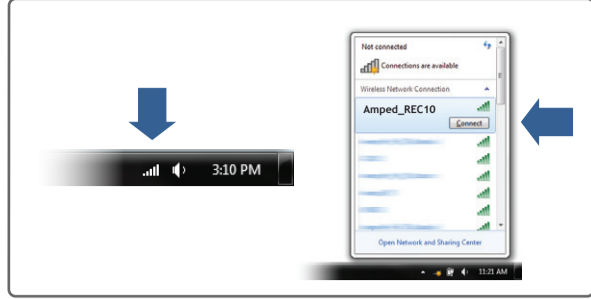 3:10 PM
Not connected
Connections are available
Wireless Network Connection
Amped_REC10
Connect
Open Network and Sharing Center
11:21 AM